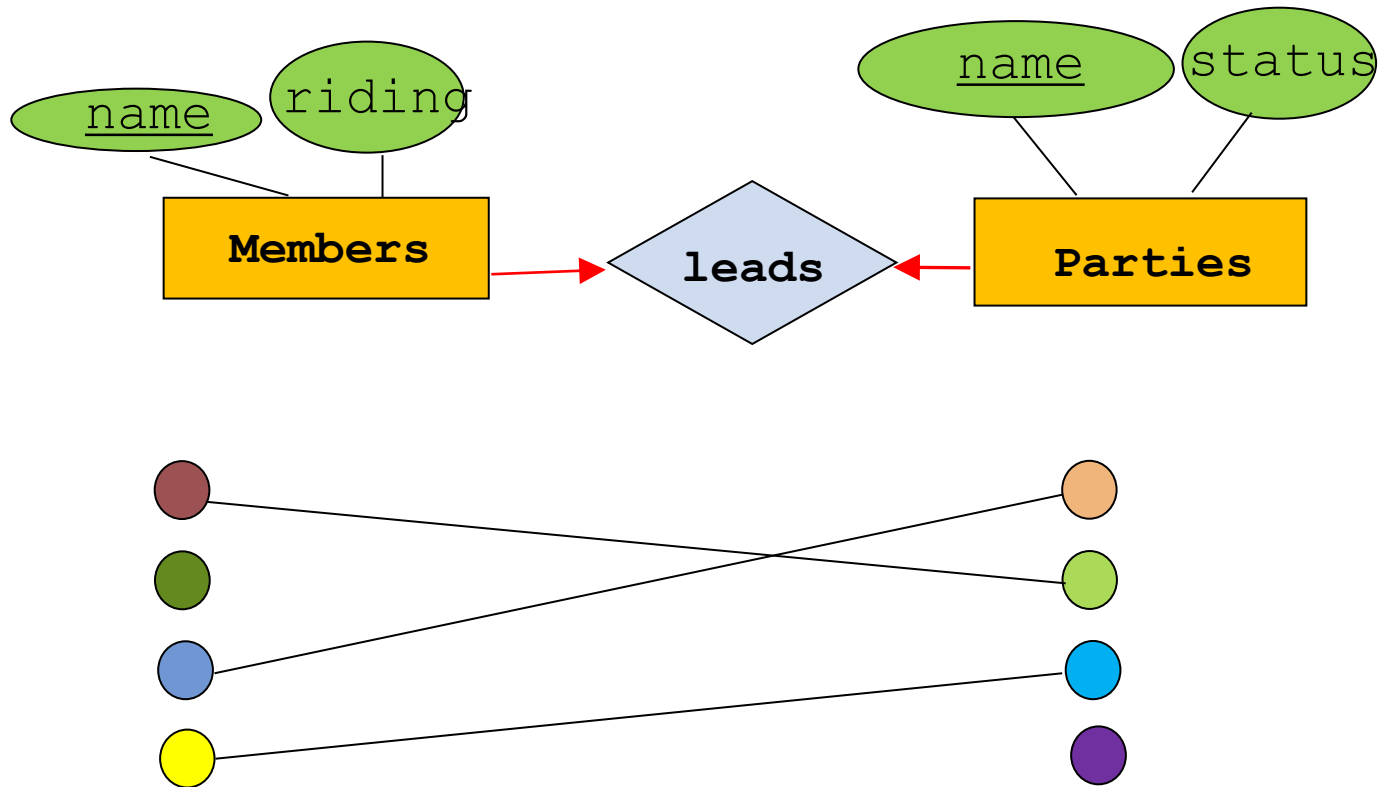 name
riding
name
status
Members
leads
Parties